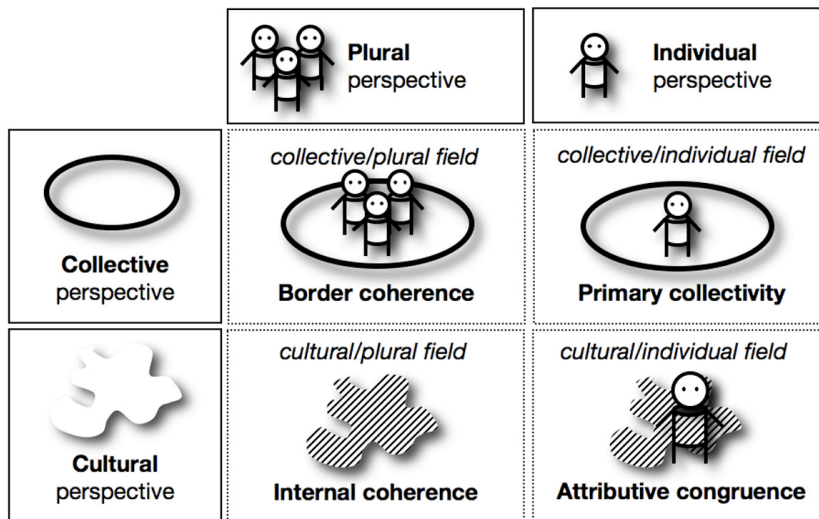 Plural
perspective
Individual
perspective
collective/plural field
collective/individual field
Collective
perspective
Border coherence
Primary collectivity
cultural/plural field
cultural/individual field
Cultural
perspective
Internal coherence
Attributive congruence